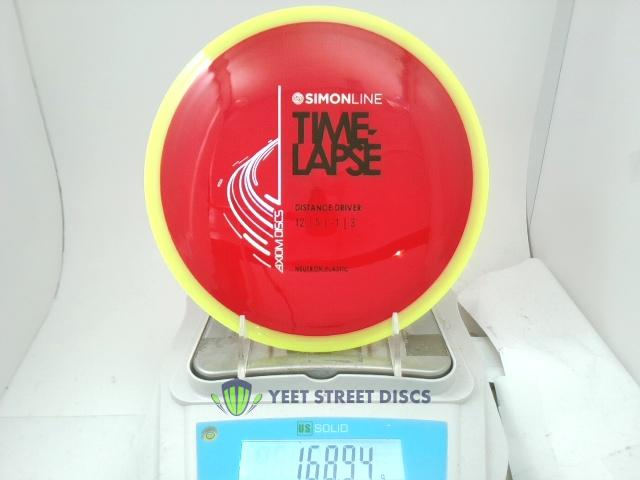 SIMONLINE
TIME-
LAPSE
DISTANCE DRIVER
12 | 5 | -1 | 3
AXIOM DISCS
NEUTRON PLASTIC
YEET STREET DISCS
US SOLID
168.94
g